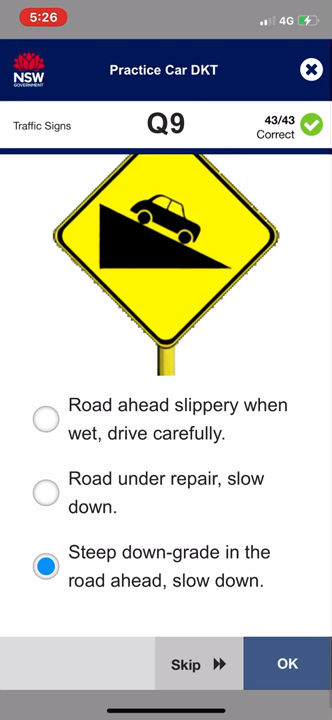 5:26
4G
NSW
GOVERNMENT
Practice Car DKT
Traffic Signs
Q9
43/43
Correct
Road ahead slippery when
wet, drive carefully.
Road under repair, slow
down.
Steep down-grade in the
road ahead, slow down.
Skip
OK